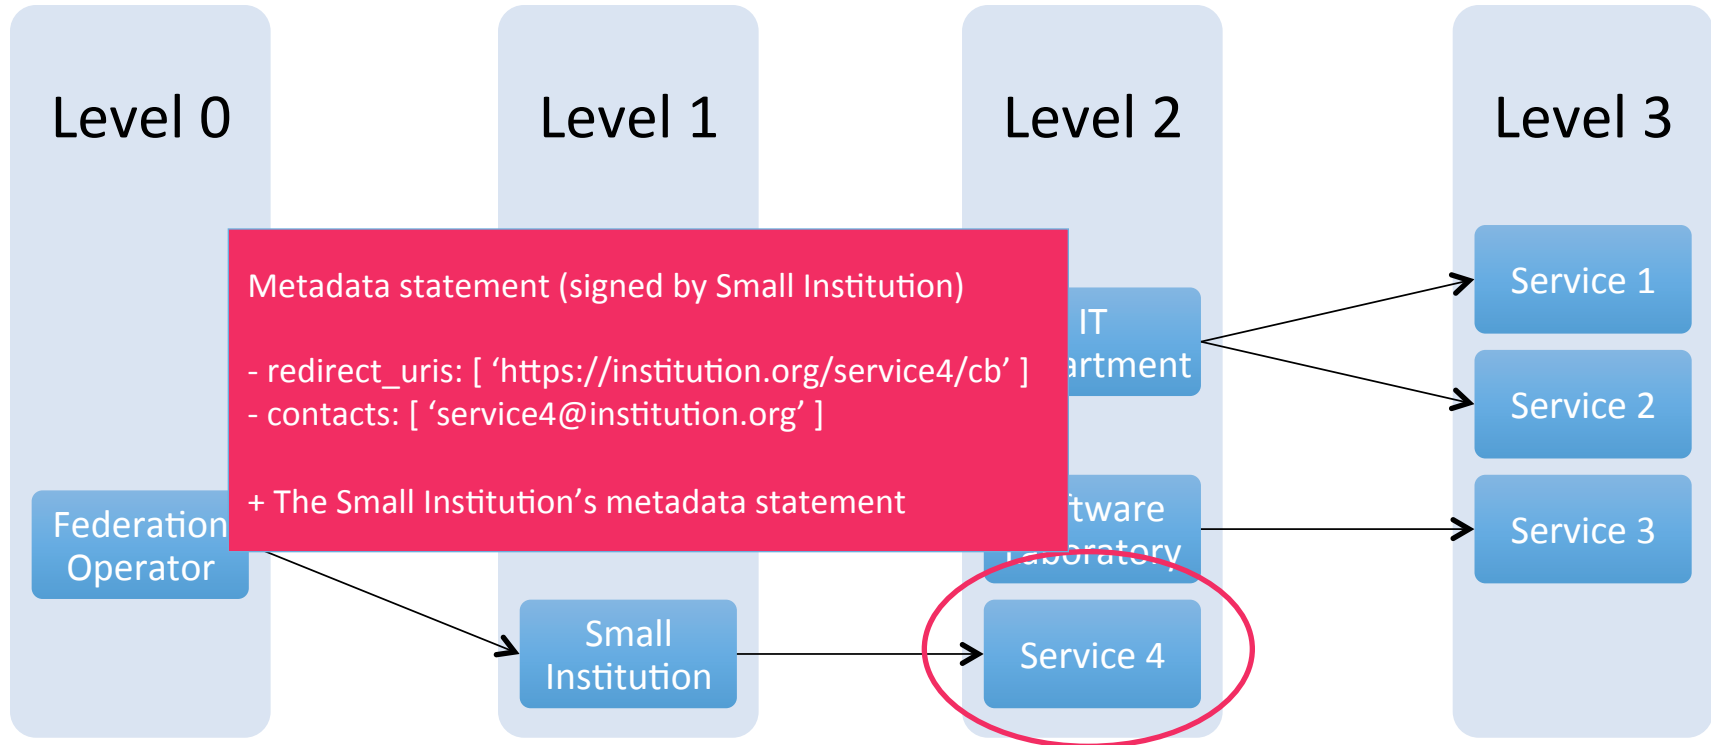 Level 0
Level 1
Level 2
Level 3
Metadata statement (signed by Small Institution)
- redirect_uris: [ ‘https://institution.org/service4/cb’ ]
- contacts: [ ‘service4@institution.org’ ]
+ The Small Institution’s metadata statement
Federation
Operator
Small
Institution
IT
Laboratory
Service 4
Service 1
Service 2
Service 3